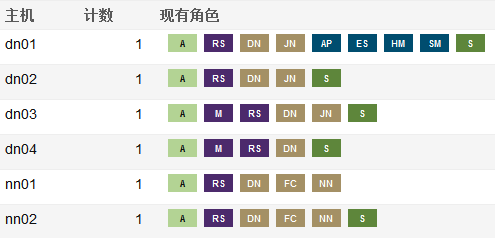 主机 计数 现有角色
dn01 1 A RS DN JN AP ES HM SM S
dn02 1 A RS DN JN S
dn03 1 A M RS DN JN S
dn04 1 A M RS DN S
nn01 1 A RS DN FC NN
nn02 1 A RS DN FC NN S